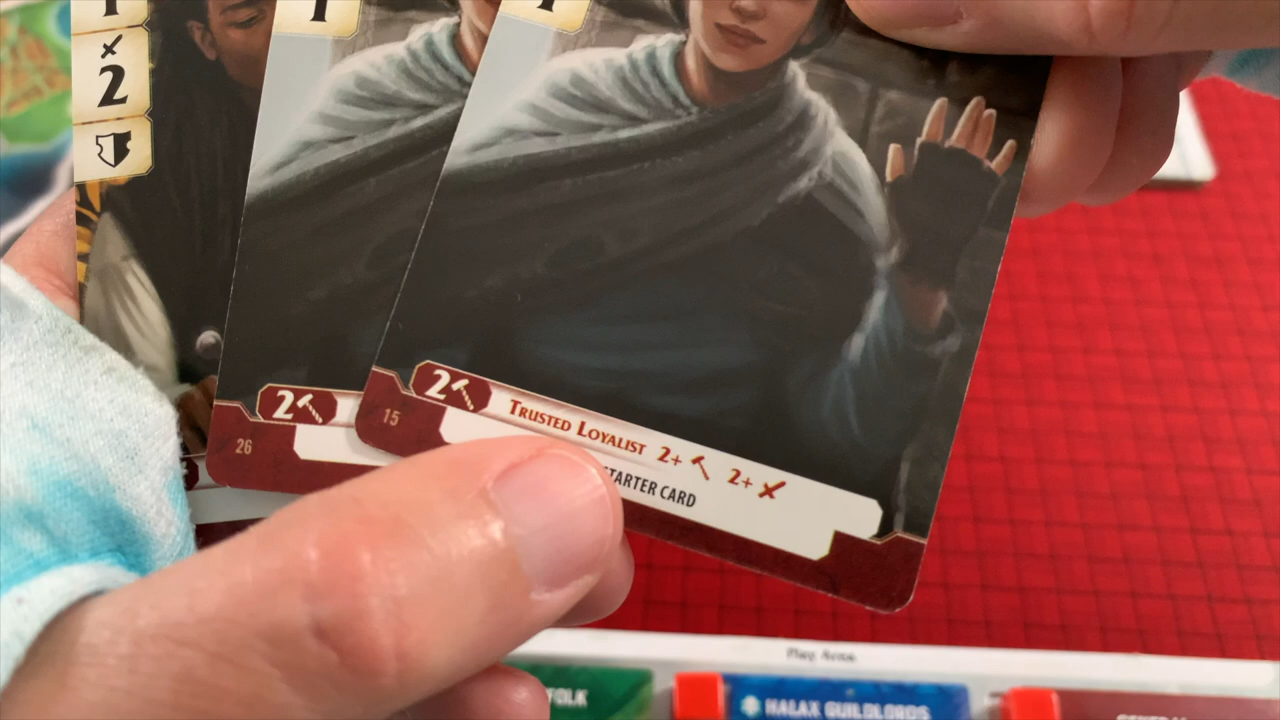 2
2
26
2
15
TRUSTED LOYALIST 2+ 2+
STARTER CARD
Play Area
FOLK
HALAX GUILDLORDS